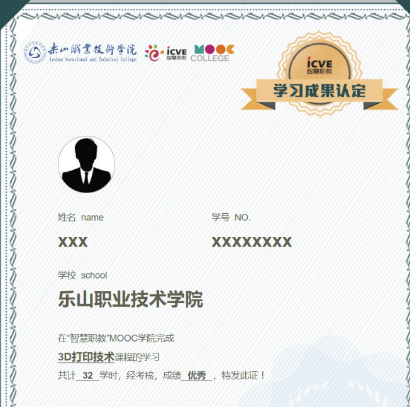 乐山职业技术学院
Leshan Vocational and Technical College
icve
智慧职教
MOOC
COLLEGE
icve
智慧职教
学习成果认定
姓名 name
学号 NO.
XXX
XXXXXXXX
学校 school
乐山职业技术学院
在“智慧职教”MOOC学院完成
3D打印技术课程的学习
共计 32 学时，经考核，成绩 优秀 ，特发此证！